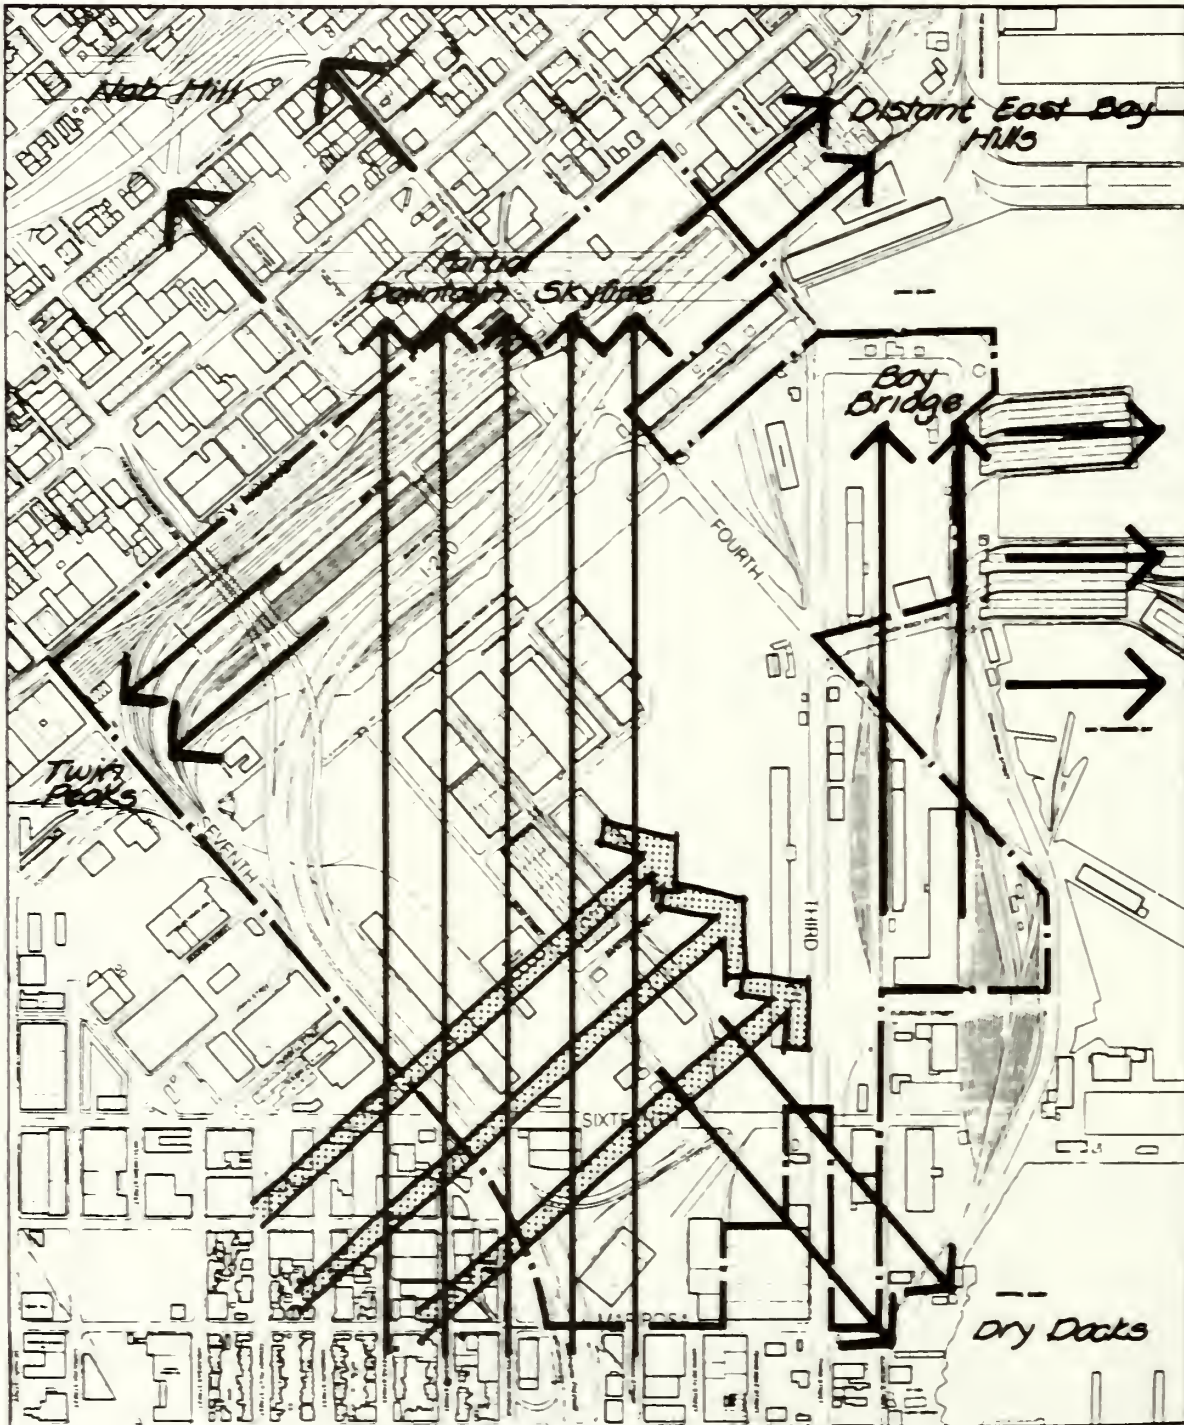 Nob Hill
Distant East Bay
Hills
Partial
Downtown Skyline
Bay
Bridge
FOURTH
I-280
Twin
Peaks
SEVENTH
THIRD
SIXTEENTH
MARIPOSA
Dry Docks